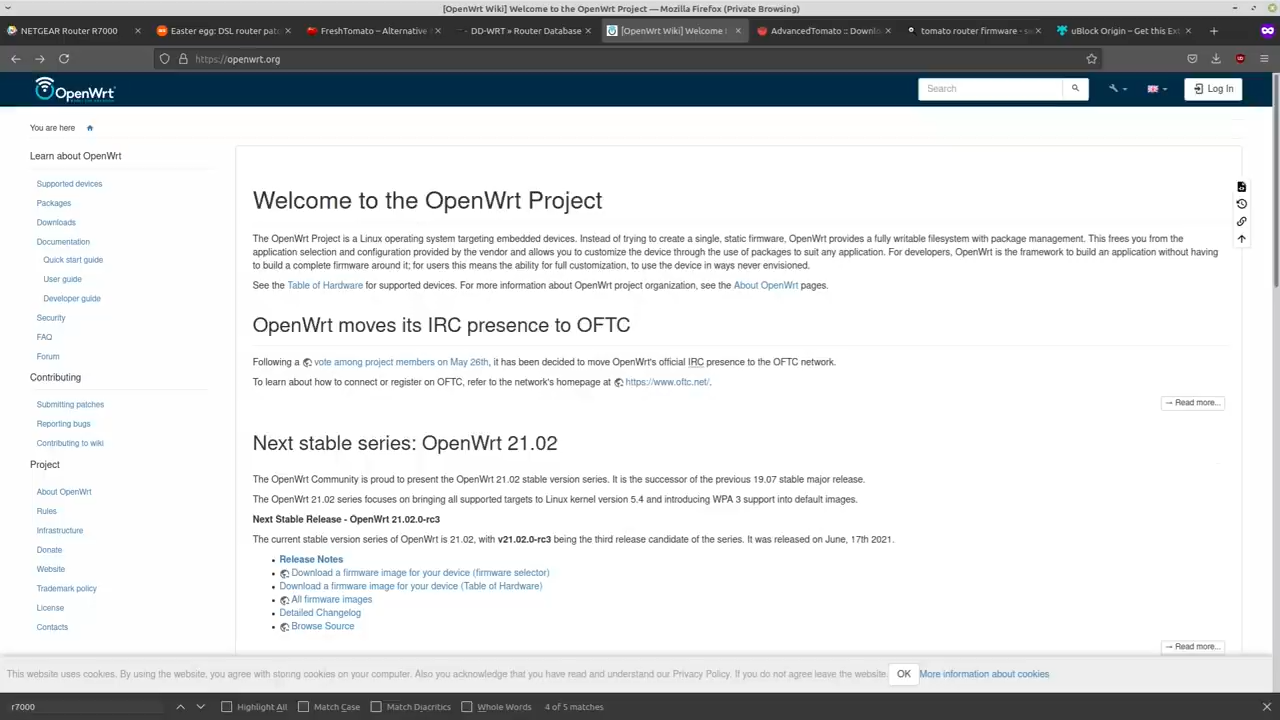 [OpenWrt Wiki] Welcome to the OpenWrt Project — Mozilla Firefox (Private Browsing)
NETGEAR Router R7000
Easter egg: DSL router pat
FreshTomato – Alternative
DD-WRT » Router Database
[OpenWrt Wiki] Welcome
AdvancedTomato :: Downl
tomato router firmware -
uBlock Origin – Get this Ext
https://openwrt.org
OpenWrt
Search
Log In
You are here
Learn about OpenWrt
Supported devices
Packages
Downloads
Documentation
Quick start guide
User guide
Developer guide
Security
FAQ
Forum
Contributing
Submitting patches
Reporting bugs
Contributing to wiki
Project
About OpenWrt
Rules
Infrastructure
Donate
Website
Trademark policy
License
Contacts
Welcome to the OpenWrt Project
The OpenWrt Project is a Linux operating system targeting embedded devices. Instead of trying to create a single, static firmware, OpenWrt provides a fully writable filesystem with package management. This frees you from the
application selection and configuration provided by the vendor and allows you to customize the device through the use of packages to suit any application. For developers, OpenWrt is the framework to build an application without having
to build a complete firmware around it; for users this means the ability for full customization, to use the device in ways never envisioned.
See the Table of Hardware for supported devices. For more information about OpenWrt project organization, see the About OpenWrt pages.
OpenWrt moves its IRC presence to OFTC
Following a vote among project members on May 26th, it has been decided to move OpenWrt's official IRC presence to the OFTC network.
To learn about how to connect or register on OFTC, refer to the network's homepage at https://www.oftc.net/.
→ Read more...
Next stable series: OpenWrt 21.02
The OpenWrt Community is proud to present the OpenWrt 21.02 stable version series. It is the successor of the previous 19.07 stable major release.
The OpenWrt 21.02 series focuses on bringing all supported targets to Linux kernel version 5.4 and introducing WPA 3 support into default images.
Next Stable Release - OpenWrt 21.02.0-rc3
The current stable version series of OpenWrt is 21.02, with v21.02.0-rc3 being the third release candidate of the series. It was released on June, 17th 2021.
• Release Notes
• Download a firmware image for your device (firmware selector)
• Download a firmware image for your device (Table of Hardware)
• All firmware images
• Detailed Changelog
• Browse Source
→ Read more...
This website uses cookies. By using the website, you agree with storing cookies on your computer. Also you acknowledge that you have read and understand our Privacy Policy. If you do not agree leave the website.
OK
More information about cookies
r7000
Highlight All
Match Case
Match Diacritics
Whole Words
4 of 5 matches